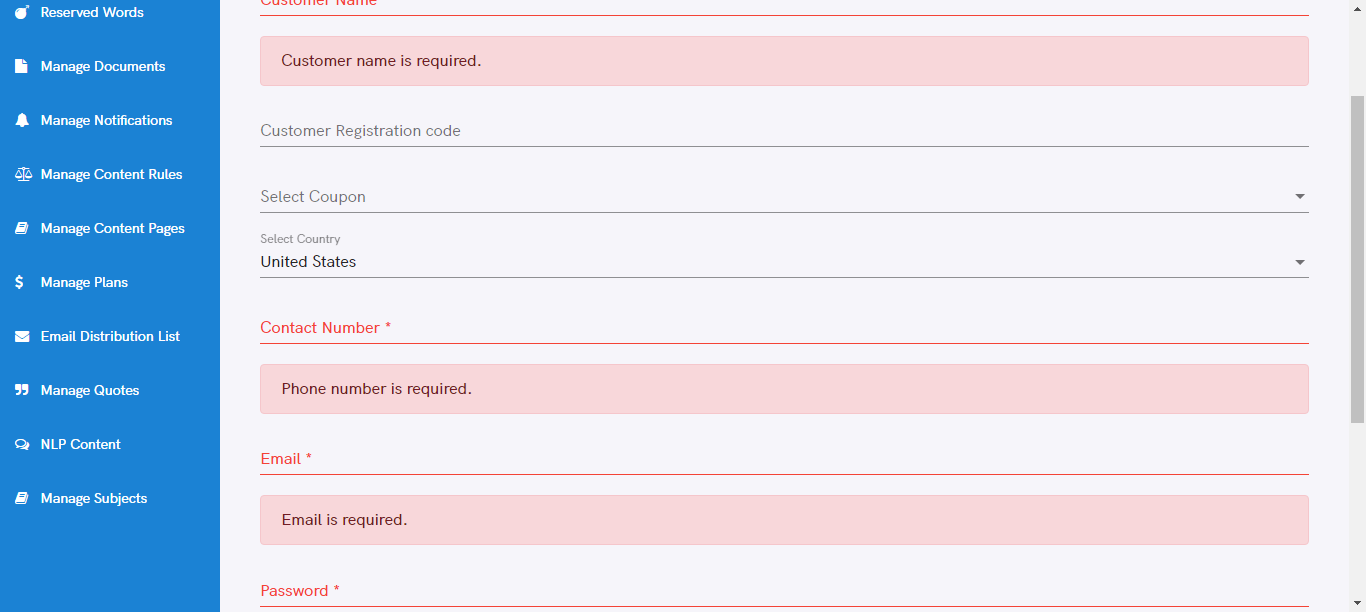 Reserved Words
Manage Documents
Manage Notifications
Manage Content Rules
Manage Content Pages
Manage Plans
Email Distribution List
Manage Quotes
NLP Content
Manage Subjects
Customer Name
Customer name is required.
Customer Registration code
Select Coupon
Select Country
United States
Contact Number *
Phone number is required.
Email *
Email is required.
Password *